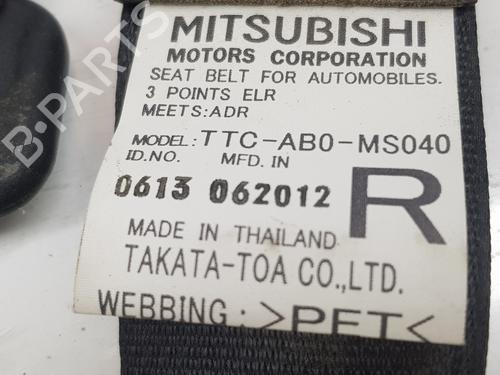 MITSUBISHI
MOTORS CORPORATION
SEAT BELT FOR AUTOMOBILES.
3 POINTS ELR
MEETS:ADR
MODEL: TTC-AB0-MS040
ID.NO. MFD. IN
0613 062012 R
MADE IN THAILAND
TAKATA-TOA CO.,LTD.
WEBBING : >PET<